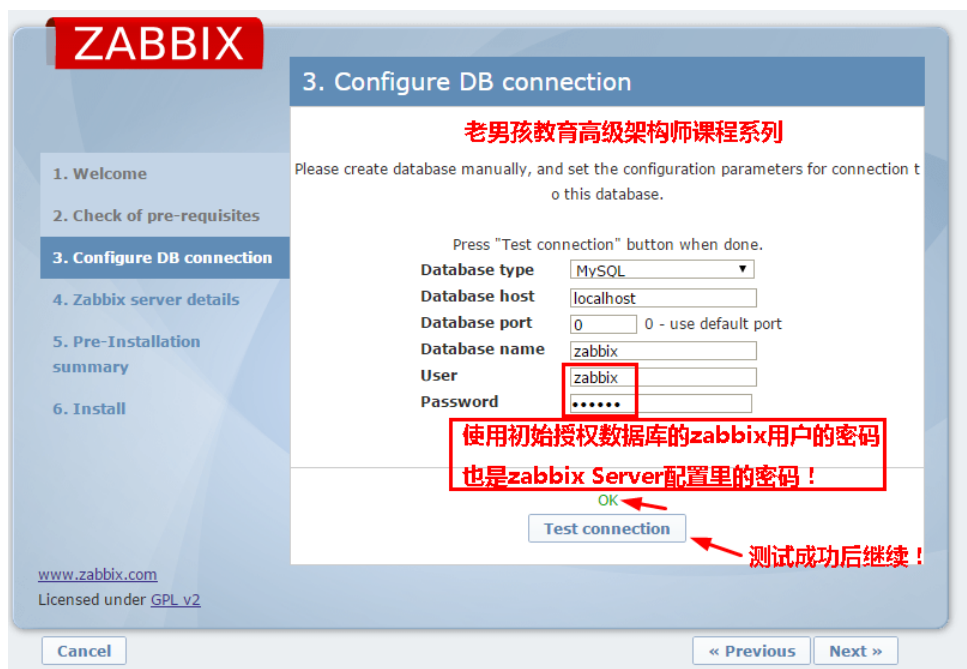 ZABBIX
3. Configure DB connection
老男孩教育高级架构师课程系列
Please create database manually, and set the configuration parameters for connection t
o this database.
Press "Test connection" button when done.
1. Welcome
2. Check of pre-requisites
3. Configure DB connection
4. Zabbix server details
5. Pre-Installation
summary
6. Install
Database type MySQL
Database host localhost
Database port 0 0 - use default port
Database name zabbix
User zabbix
Password ••••••
使用初始授权数据库的zabbix用户的密码
也是zabbix Server配置里的密码！
OK
Test connection
测试成功后继续！
www.zabbix.com
Licensed under GPL v2
Cancel « Previous Next »